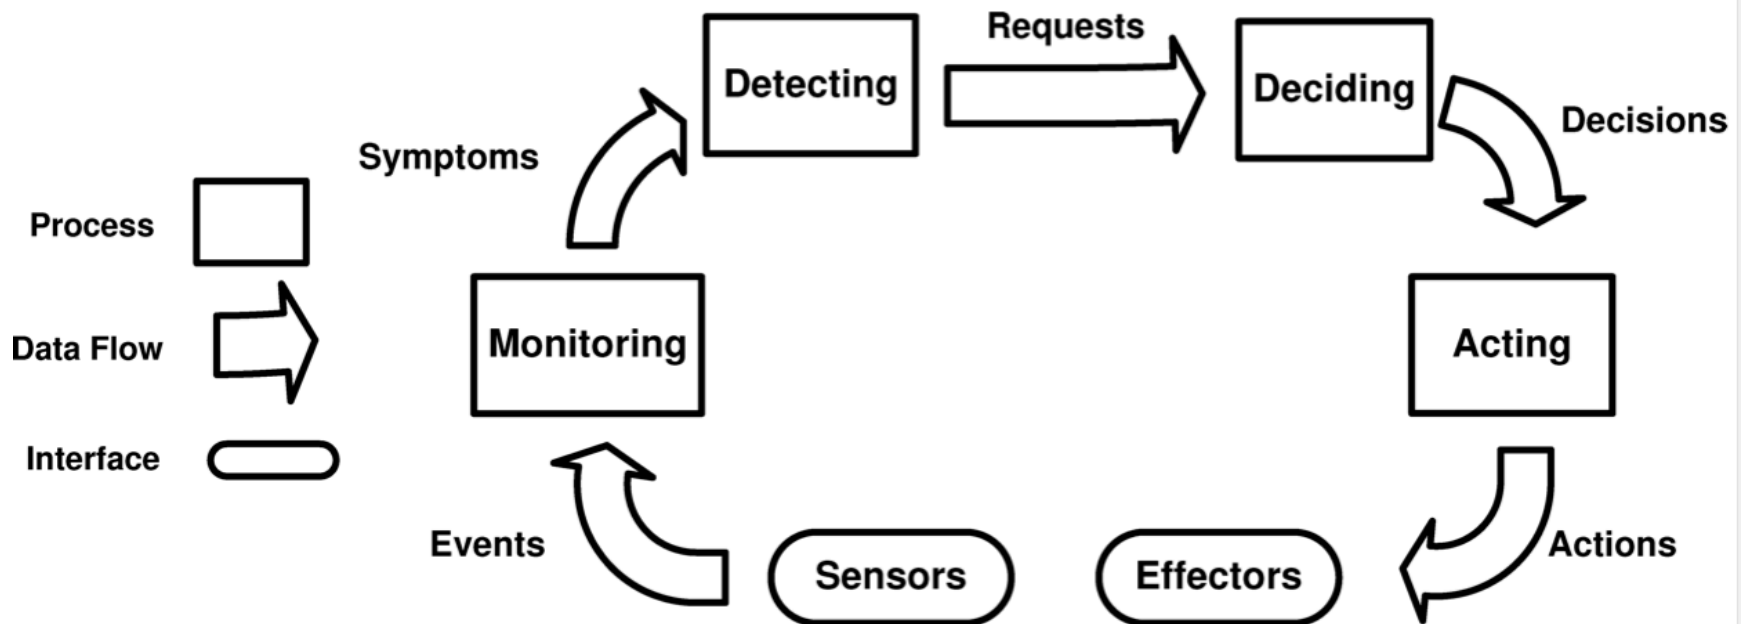 Requests
Detecting
Deciding
Decisions
Symptoms
Process
Data Flow
Monitoring
Acting
Interface
Events
Sensors
Effectors
Actions